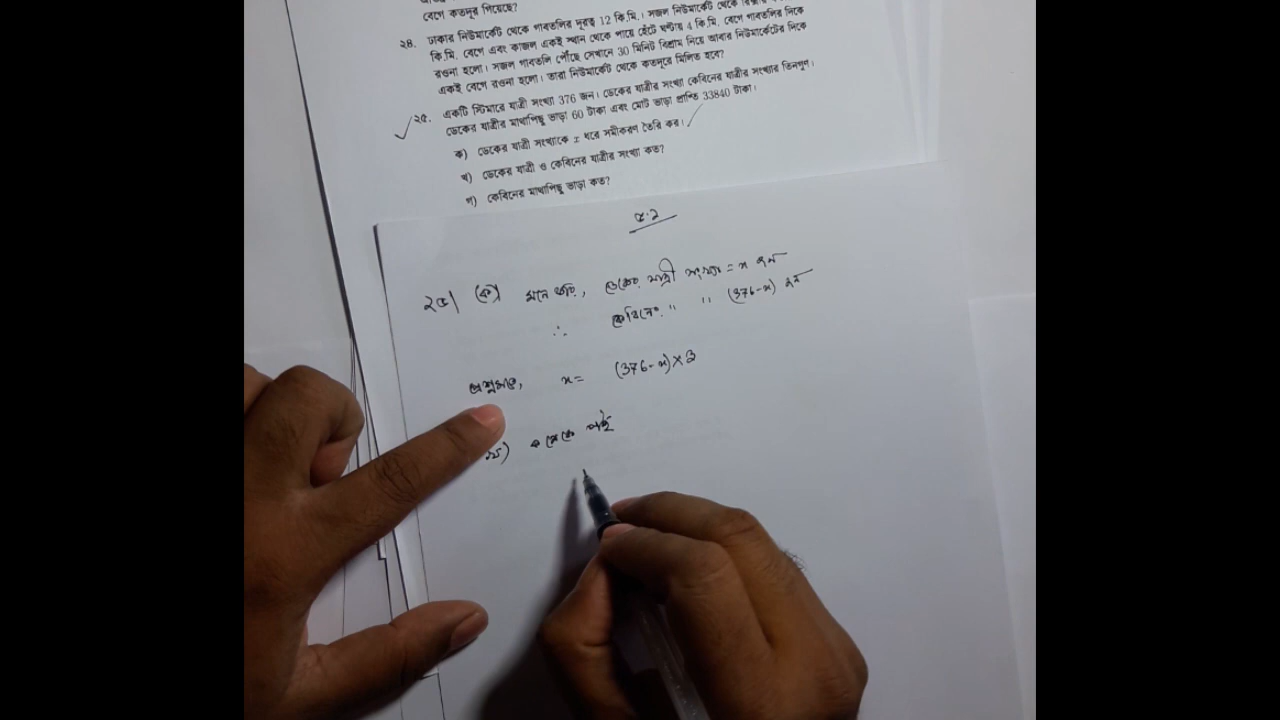 বেগে কতদূর গিয়েছে?
২৪. ঢাকার নিউমার্কেট থেকে গাবতলির দূরত্ব 12 কি.মি.। সজল নিউমার্কেট থেকে
কি.মি. বেগে এবং কাজল একই স্থান থেকে পায়ে হেঁটে ঘণ্টায় 4 কি.মি. বেগে গাবতলির দিকে
রওনা হলো। সজল গাবতলি পৌঁছে সেখানে 30 মিনিট বিশ্রাম নিয়ে আবার নিউমার্কেটের দিকে
একই বেগে রওনা হলো। তারা নিউমার্কেট থেকে কতদূরে মিলিত হবে?
২৫. একটি স্টিমারে যাত্রী সংখ্যা 376 জন। ডেকের যাত্রীর সংখ্যা কেবিনের যাত্রীর সংখ্যার তিনগুণ।
ডেকের যাত্রীর মাথাপিছু ভাড়া 60 টাকা এবং মোট ভাড়া প্রাপ্তি 33840 টাকা।
ক) ডেকের যাত্রী সংখ্যাকে x ধরে সমীকরণ তৈরি কর।
খ) ডেকের যাত্রী ও কেবিনের যাত্রীর সংখ্যা কত?
গ) কেবিনের মাথাপিছু ভাড়া কত?
৫.২
২৫| (ক) মনে করি, ডেকের যাত্রী সংখ্যা = x জন
∴ কেবিনের " " (376-x) জন
প্রশ্নমতে, x = (376-x)×3
খ) ক থেকে পাই